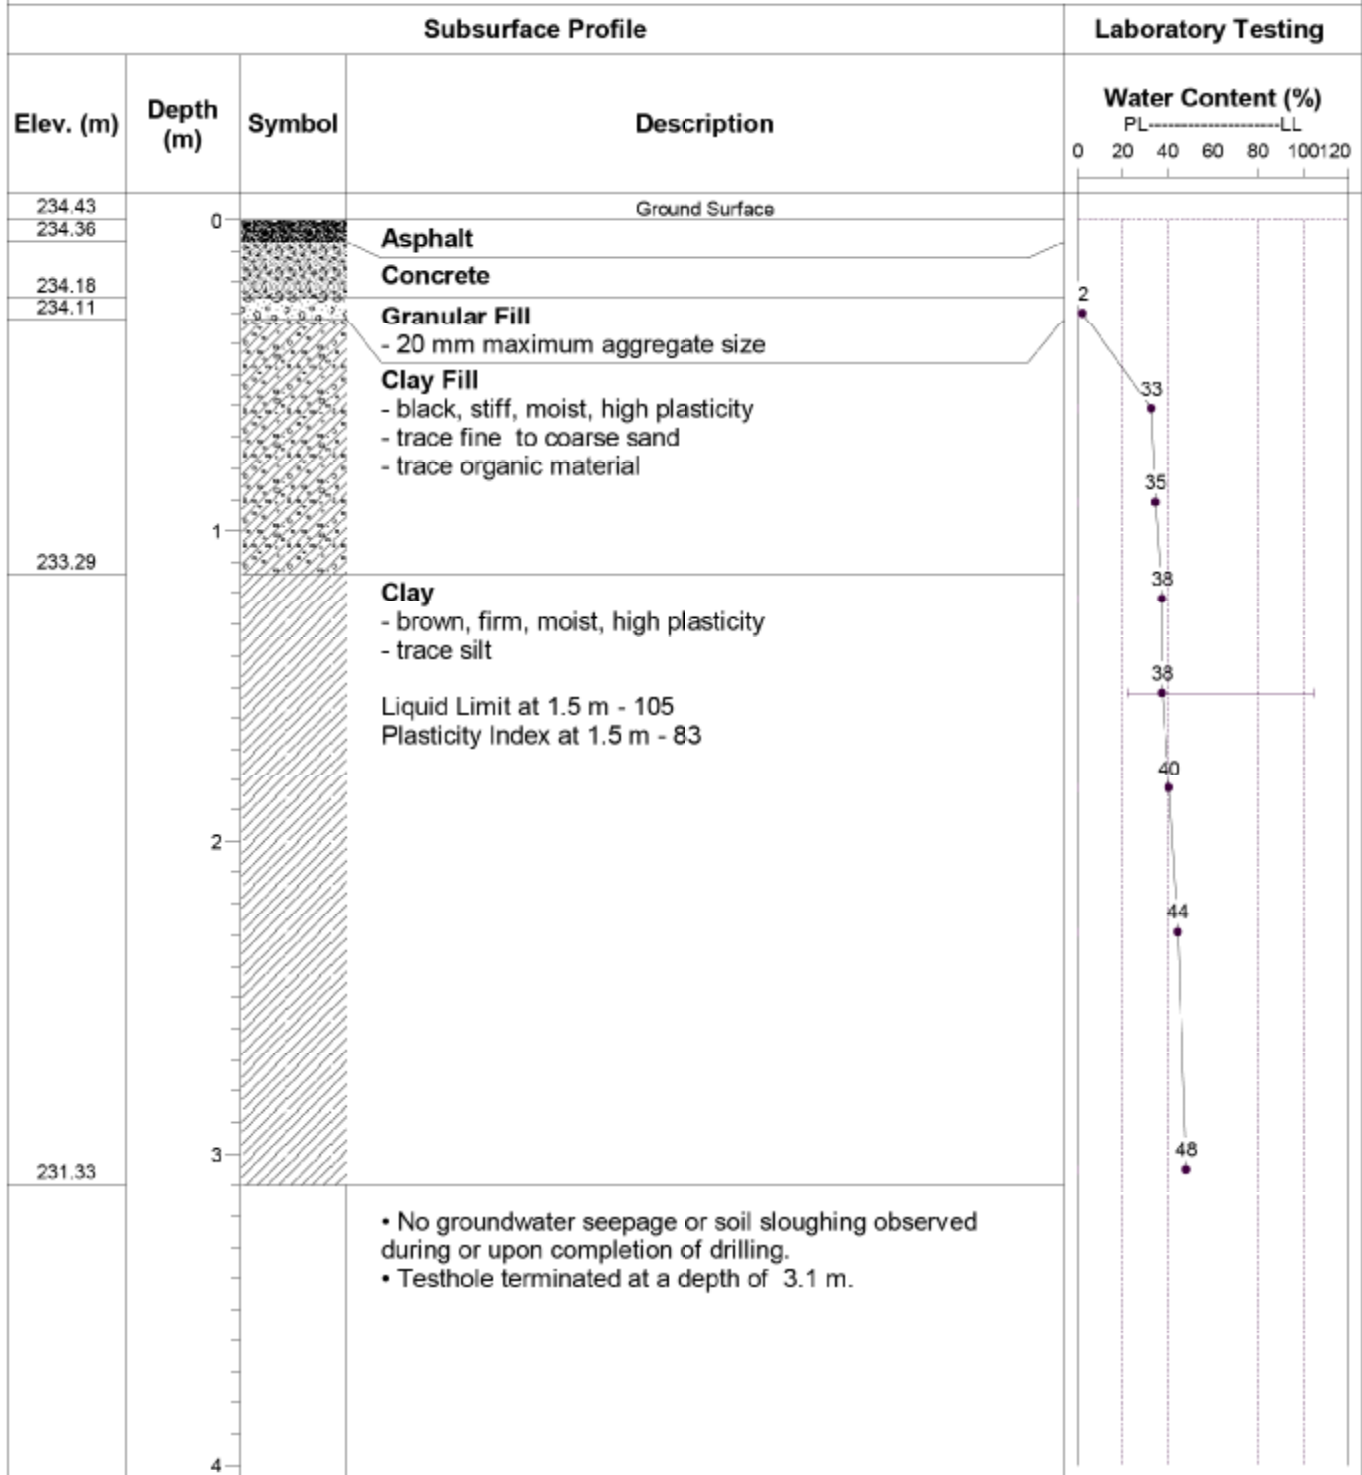 Subsurface Profile
Laboratory Testing
Elev. (m)
Depth
(m)
Symbol
Description
Water Content (%)
PL----------------------LL
0 20 40 60 80 100120
234.43
Ground Surface
0
234.36
Asphalt
Concrete
234.18
2
234.11
Granular Fill
- 20 mm maximum aggregate size
Clay Fill
33
- black, stiff, moist, high plasticity
- trace fine  to coarse sand
- trace organic material
35
1
233.29
38
Clay
- brown, firm, moist, high plasticity
- trace silt
38
Liquid Limit at 1.5 m - 105
Plasticity Index at 1.5 m - 83
40
2
44
48
3
231.33
• No groundwater seepage or soil sloughing observed
during or upon completion of drilling.
• Testhole terminated at a depth of  3.1 m.
4